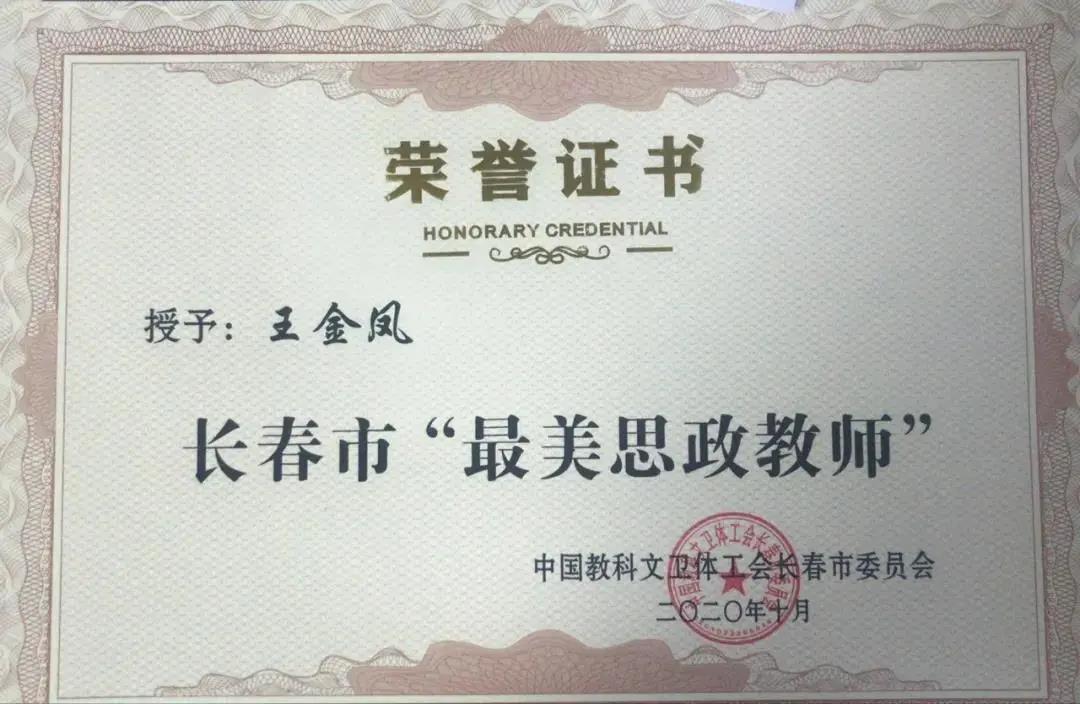 荣誉证书
HONORARY CREDENTIAL
授予：王金凤
长春市“最美思政教师”
中国教科文卫体工会长春市委员会
二〇二〇年十月